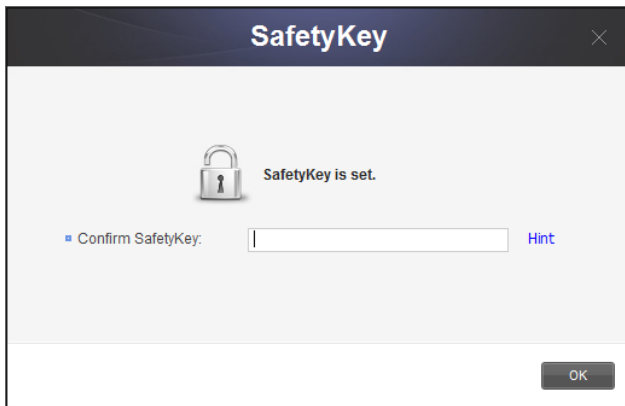 SafetyKey
SafetyKey is set.
Confirm SafetyKey:
Hint
OK